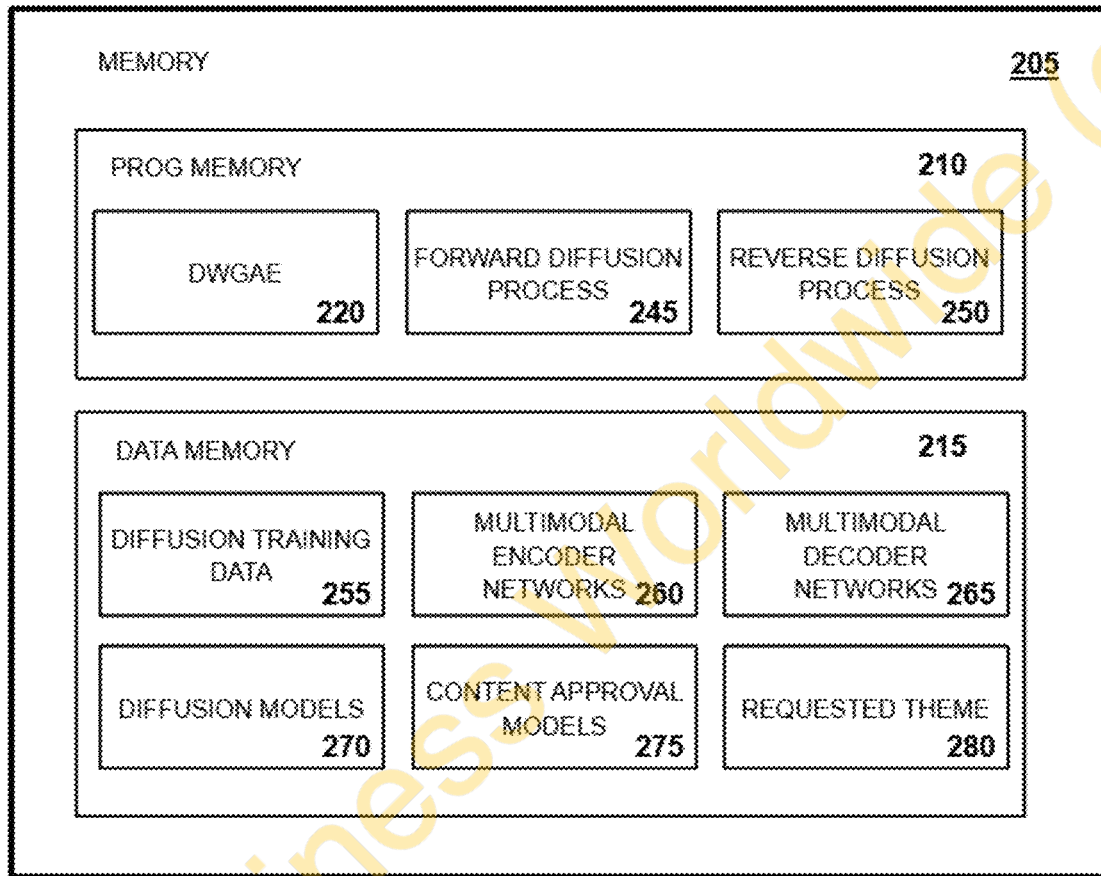 MEMORY 205
PROG MEMORY 210
DWGAE
220
FORWARD DIFFUSION
PROCESS
245
REVERSE DIFFUSION
PROCESS
250
DATA MEMORY 215
DIFFUSION TRAINING
DATA
255
MULTIMODAL
ENCODER
NETWORKS 260
MULTIMODAL
DECODER
NETWORKS 265
DIFFUSION MODELS
270
CONTENT APPROVAL
MODELS
275
REQUESTED THEME
280
iness Worldwide (